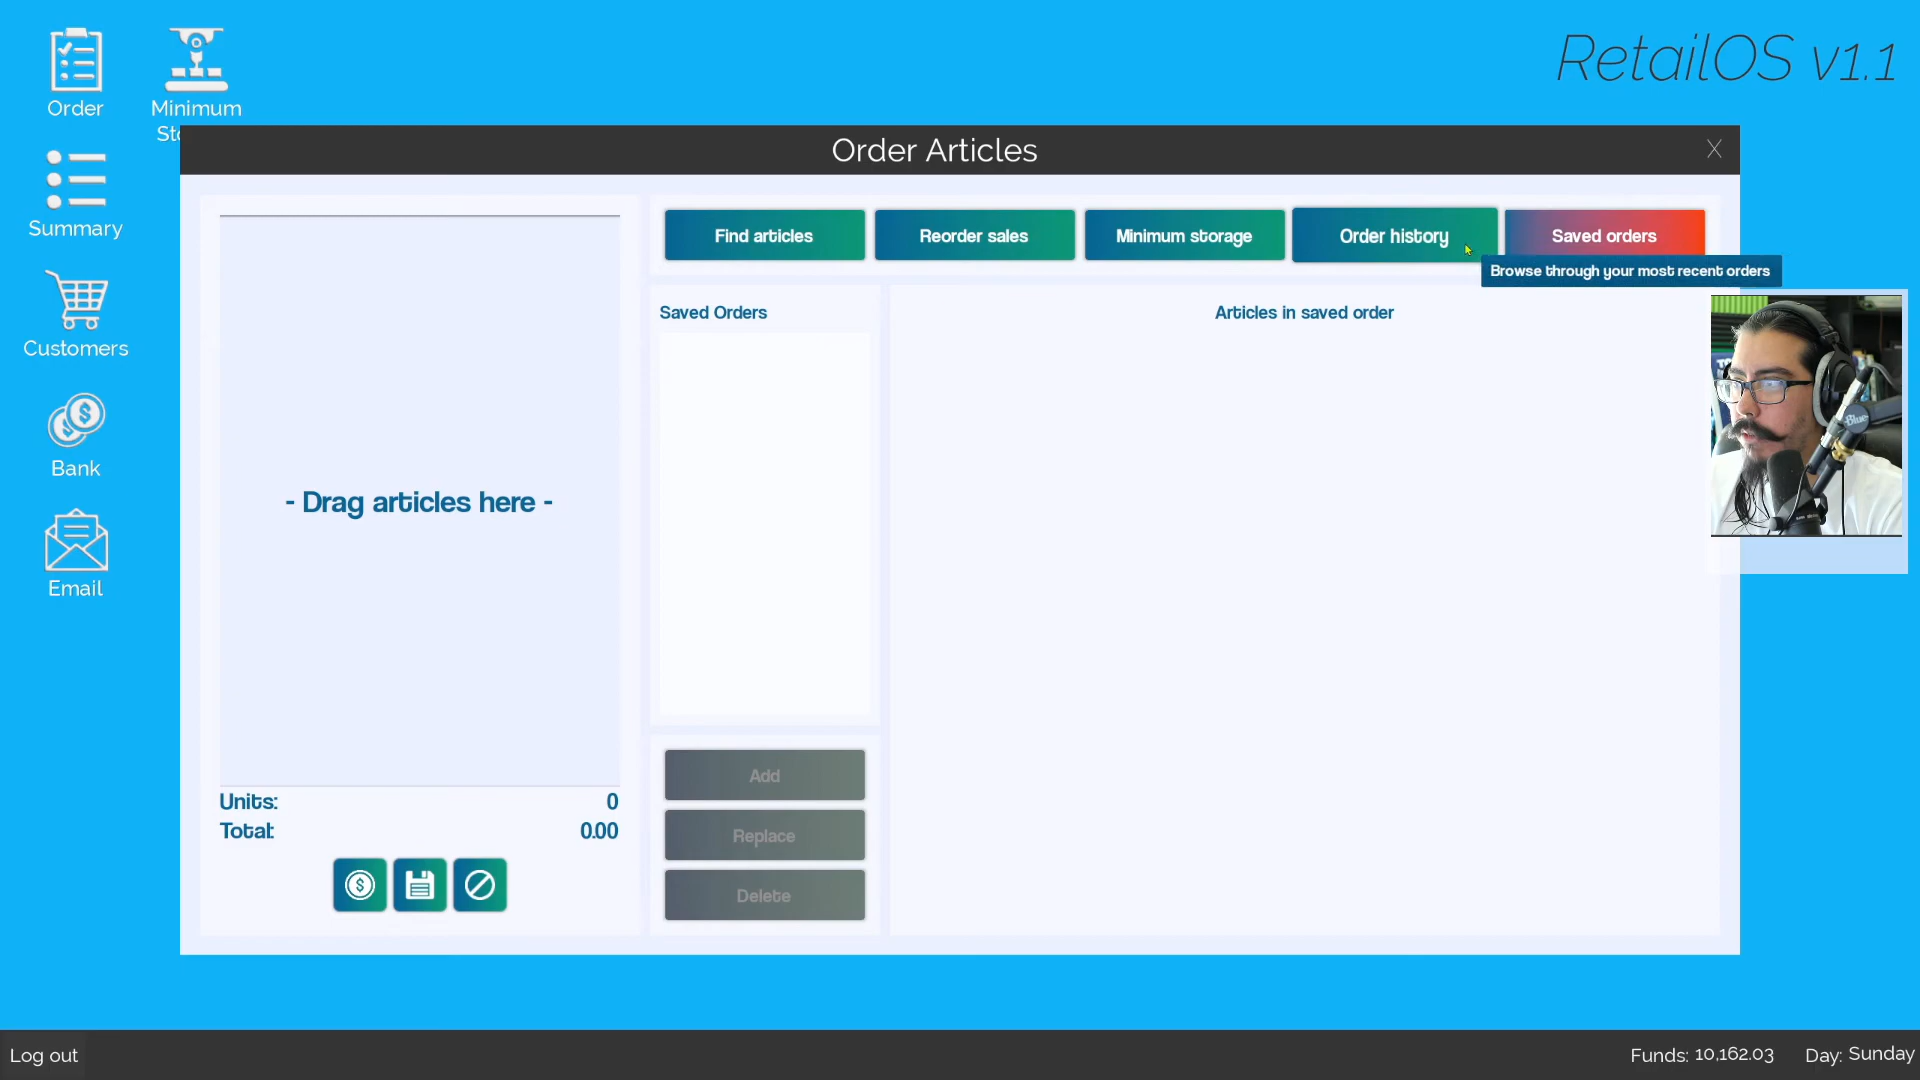 RetailOS v1.1
Order
Minimum
Summary
Customers
Bank
Email
Order Articles
X
Find articles
Reorder sales
Minimum storage
Order history
Saved orders
Browse through your most recent orders
Saved Orders
Articles in saved order
- Drag articles here -
Units: 0
Total: 0.00
Add
Replace
Delete
Blue
Log out
Funds: 10,162.03
Day: Sunday